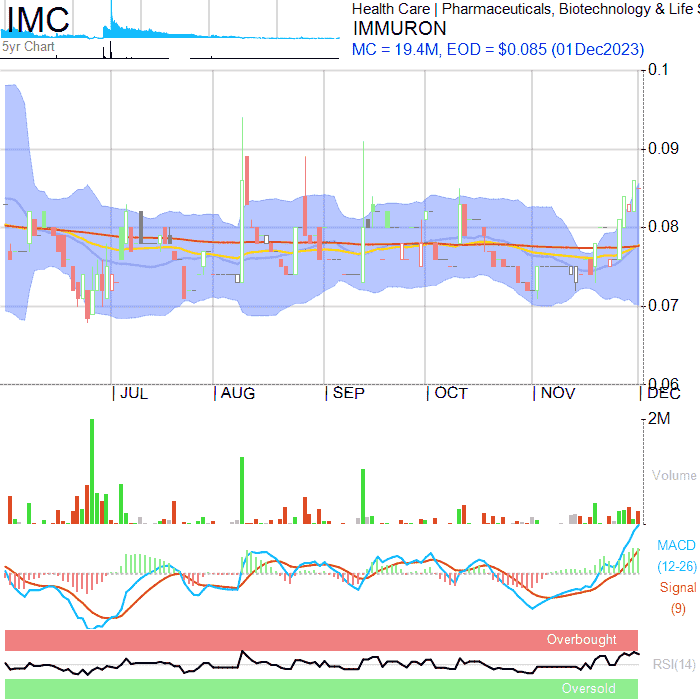 IMC
5yr Chart
Health Care | Pharmaceuticals, Biotechnology & Life S
IMMURON
MC = 19.4M, EOD = $0.085 (01Dec2023)
0.1
0.09
0.08
0.07
0.06
JUL
AUG
SEP
OCT
NOV
DEC
2M
Volume
MACD
(12-26)
Signal
(9)
Overbought
RSI(14)
Oversold